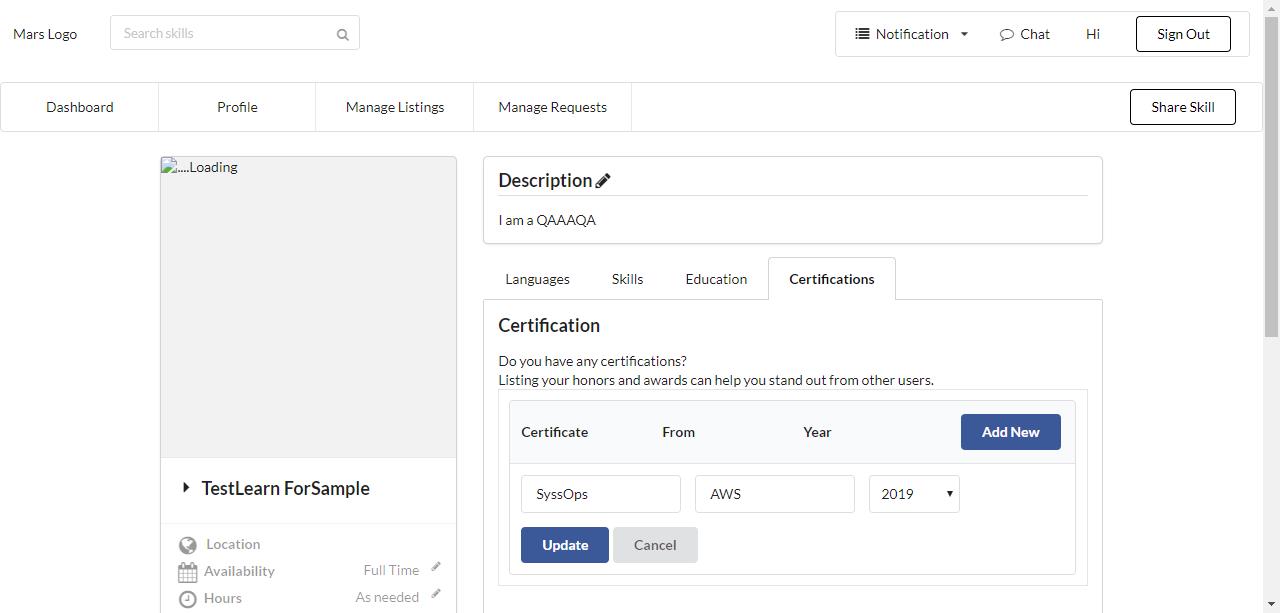 Mars Logo
Search skills
Notification
Chat
Hi
Sign Out
Dashboard
Profile
Manage Listings
Manage Requests
Share Skill
....Loading
Description
I am a QAAAQA
Languages
Skills
Education
Certifications
Certification
Do you have any certifications?
Listing your honors and awards can help you stand out from other users.
Certificate
From
Year
Add New
SyssOps
AWS
2019
Update
Cancel
TestLearn ForSample
Location
Availability
Full Time
Hours
As needed